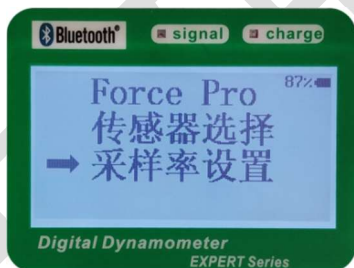 Bluetooth®
signal
charge
87%
Force Pro
传感器选择
采样率设置
Digital Dynamometer
EXPERT Series